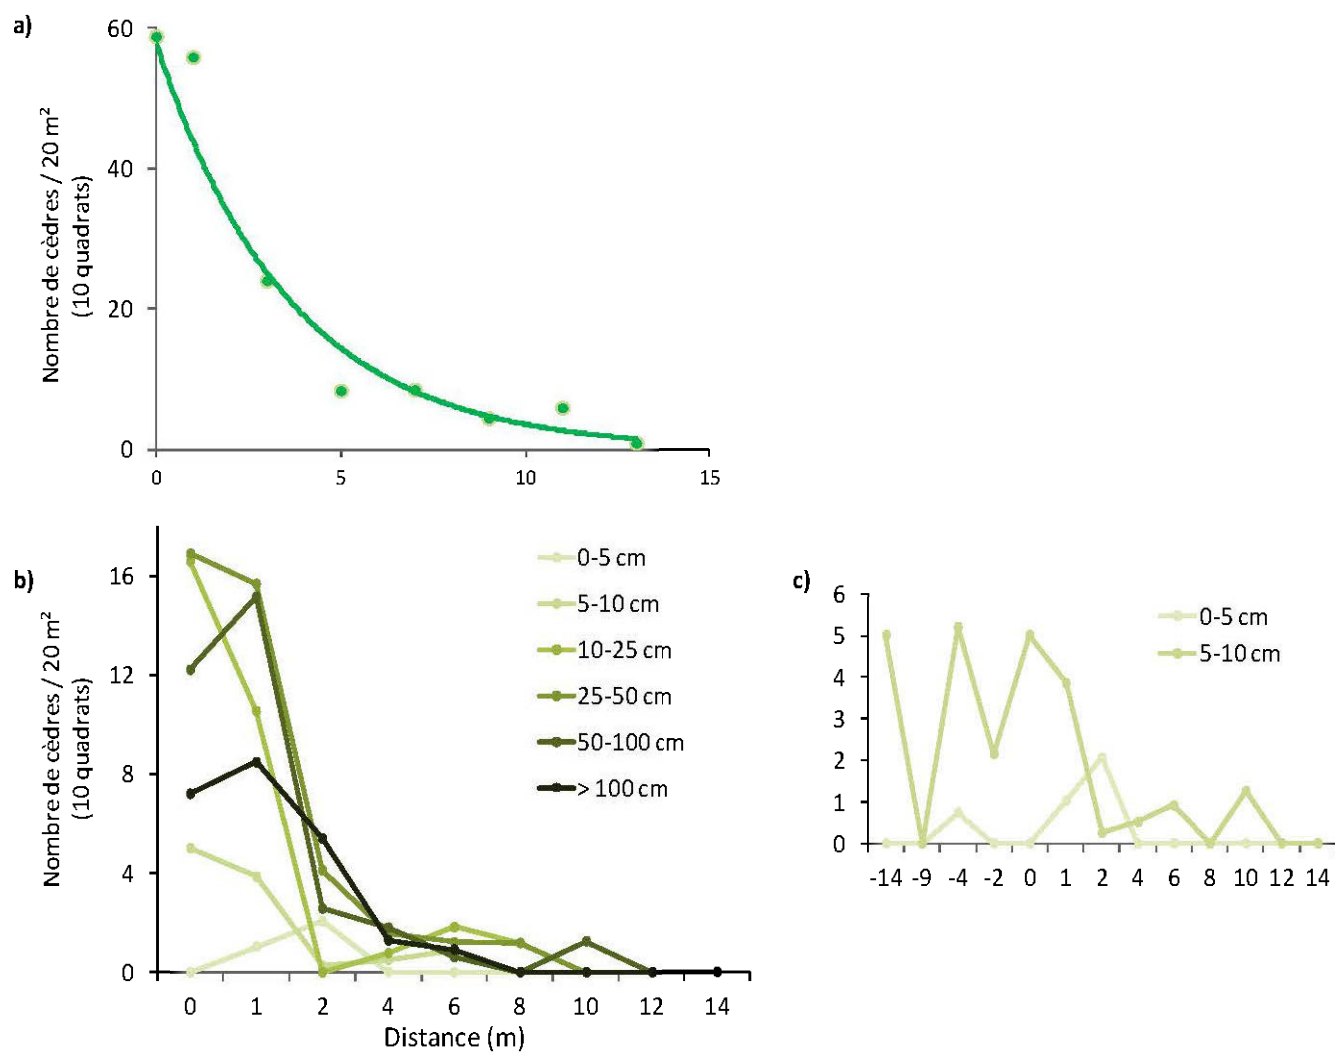 a)
Nombre de cèdres / 20 m²
(10 quadrats)
60
40
20
0
0 5 10 15
b)
Nombre de cèdres / 20 m²
(10 quadrats)
16
12
8
4
0
0-5 cm
5-10 cm
10-25 cm
25-50 cm
50-100 cm
> 100 cm
0 1 2 4 6 8 10 12 14
Distance (m)
c)
6
5
4
3
2
1
0
0-5 cm
5-10 cm
-14 -9 -4 -2 0 1 2 4 6 8 10 12 14